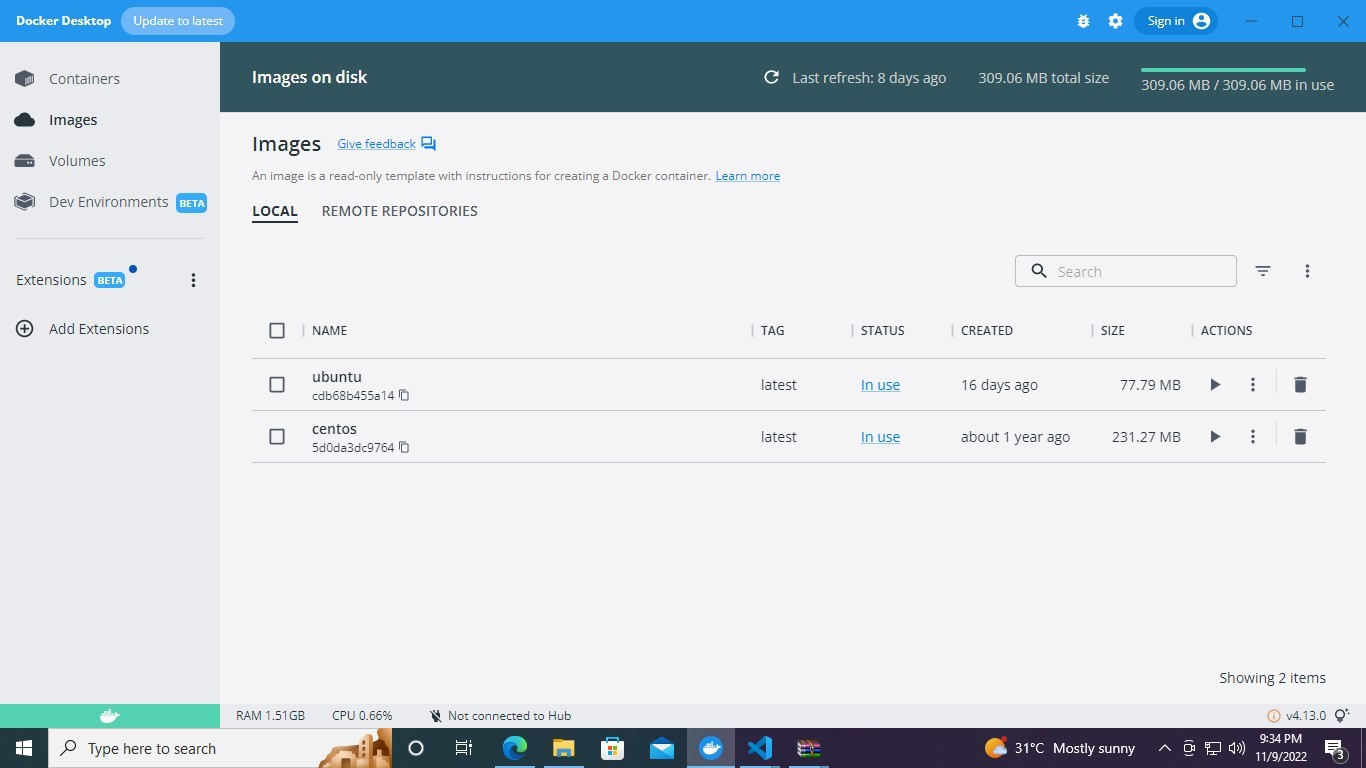 Docker Desktop Update to latest Sign in
Containers
Images
Volumes
Dev Environments BETA
Extensions BETA
Add Extensions
Images on disk Last refresh: 8 days ago 309.06 MB total size 309.06 MB / 309.06 MB in use
Images Give feedback
An image is a read-only template with instructions for creating a Docker container. Learn more
LOCAL REMOTE REPOSITORIES
Search
NAME TAG STATUS CREATED SIZE ACTIONS
ubuntu latest In use 16 days ago 77.79 MB
cdb68b455a14
centos latest In use about 1 year ago 231.27 MB
5d0da3dc9764
Showing 2 items
RAM 1.51GB CPU 0.66% Not connected to Hub v4.13.0
Type here to search 31°C Mostly sunny 9:34 PM
11/9/2022 3